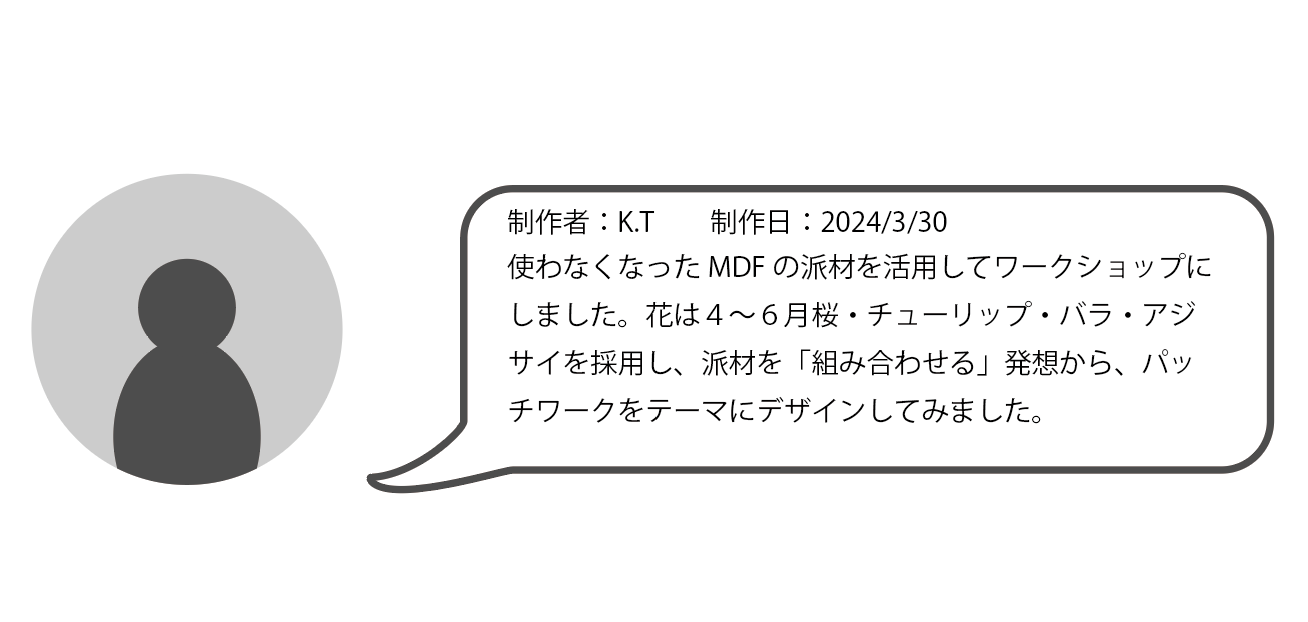 制作者：K.T　　制作日：2024/3/30
使わなくなった MDF の派材を活用してワークショップに
しました。花は４〜６月桜・チューリップ・バラ・アジ
サイを採用し、派材を「組み合わせる」発想から、パッ
チワークをテーマにデザインしてみました。